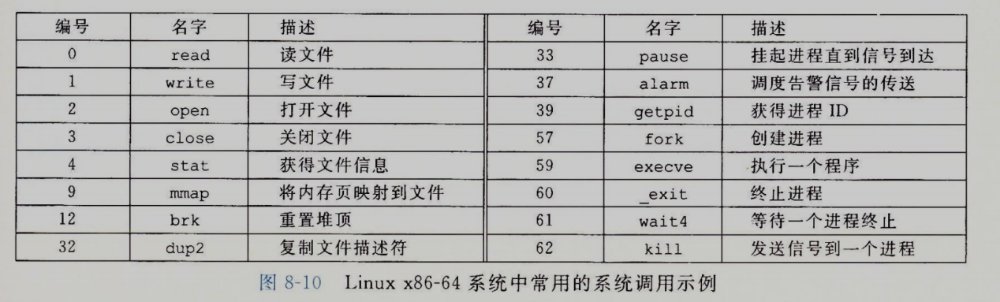 编号 名字 描述 编号 名字 描述
0 read 读文件 33 pause 挂起进程直到信号到达
1 write 写文件 37 alarm 调度告警信号的传送
2 open 打开文件 39 getpid 获得进程 ID
3 close 关闭文件 57 fork 创建进程
4 stat 获得文件信息 59 execve 执行一个程序
9 mmap 将内存页映射到文件 60 _exit 终止进程
12 brk 重置堆顶 61 wait4 等待一个进程终止
32 dup2 复制文件描述符 62 kill 发送信号到一个进程
图 8-10 Linux x86-64 系统中常用的系统调用示例